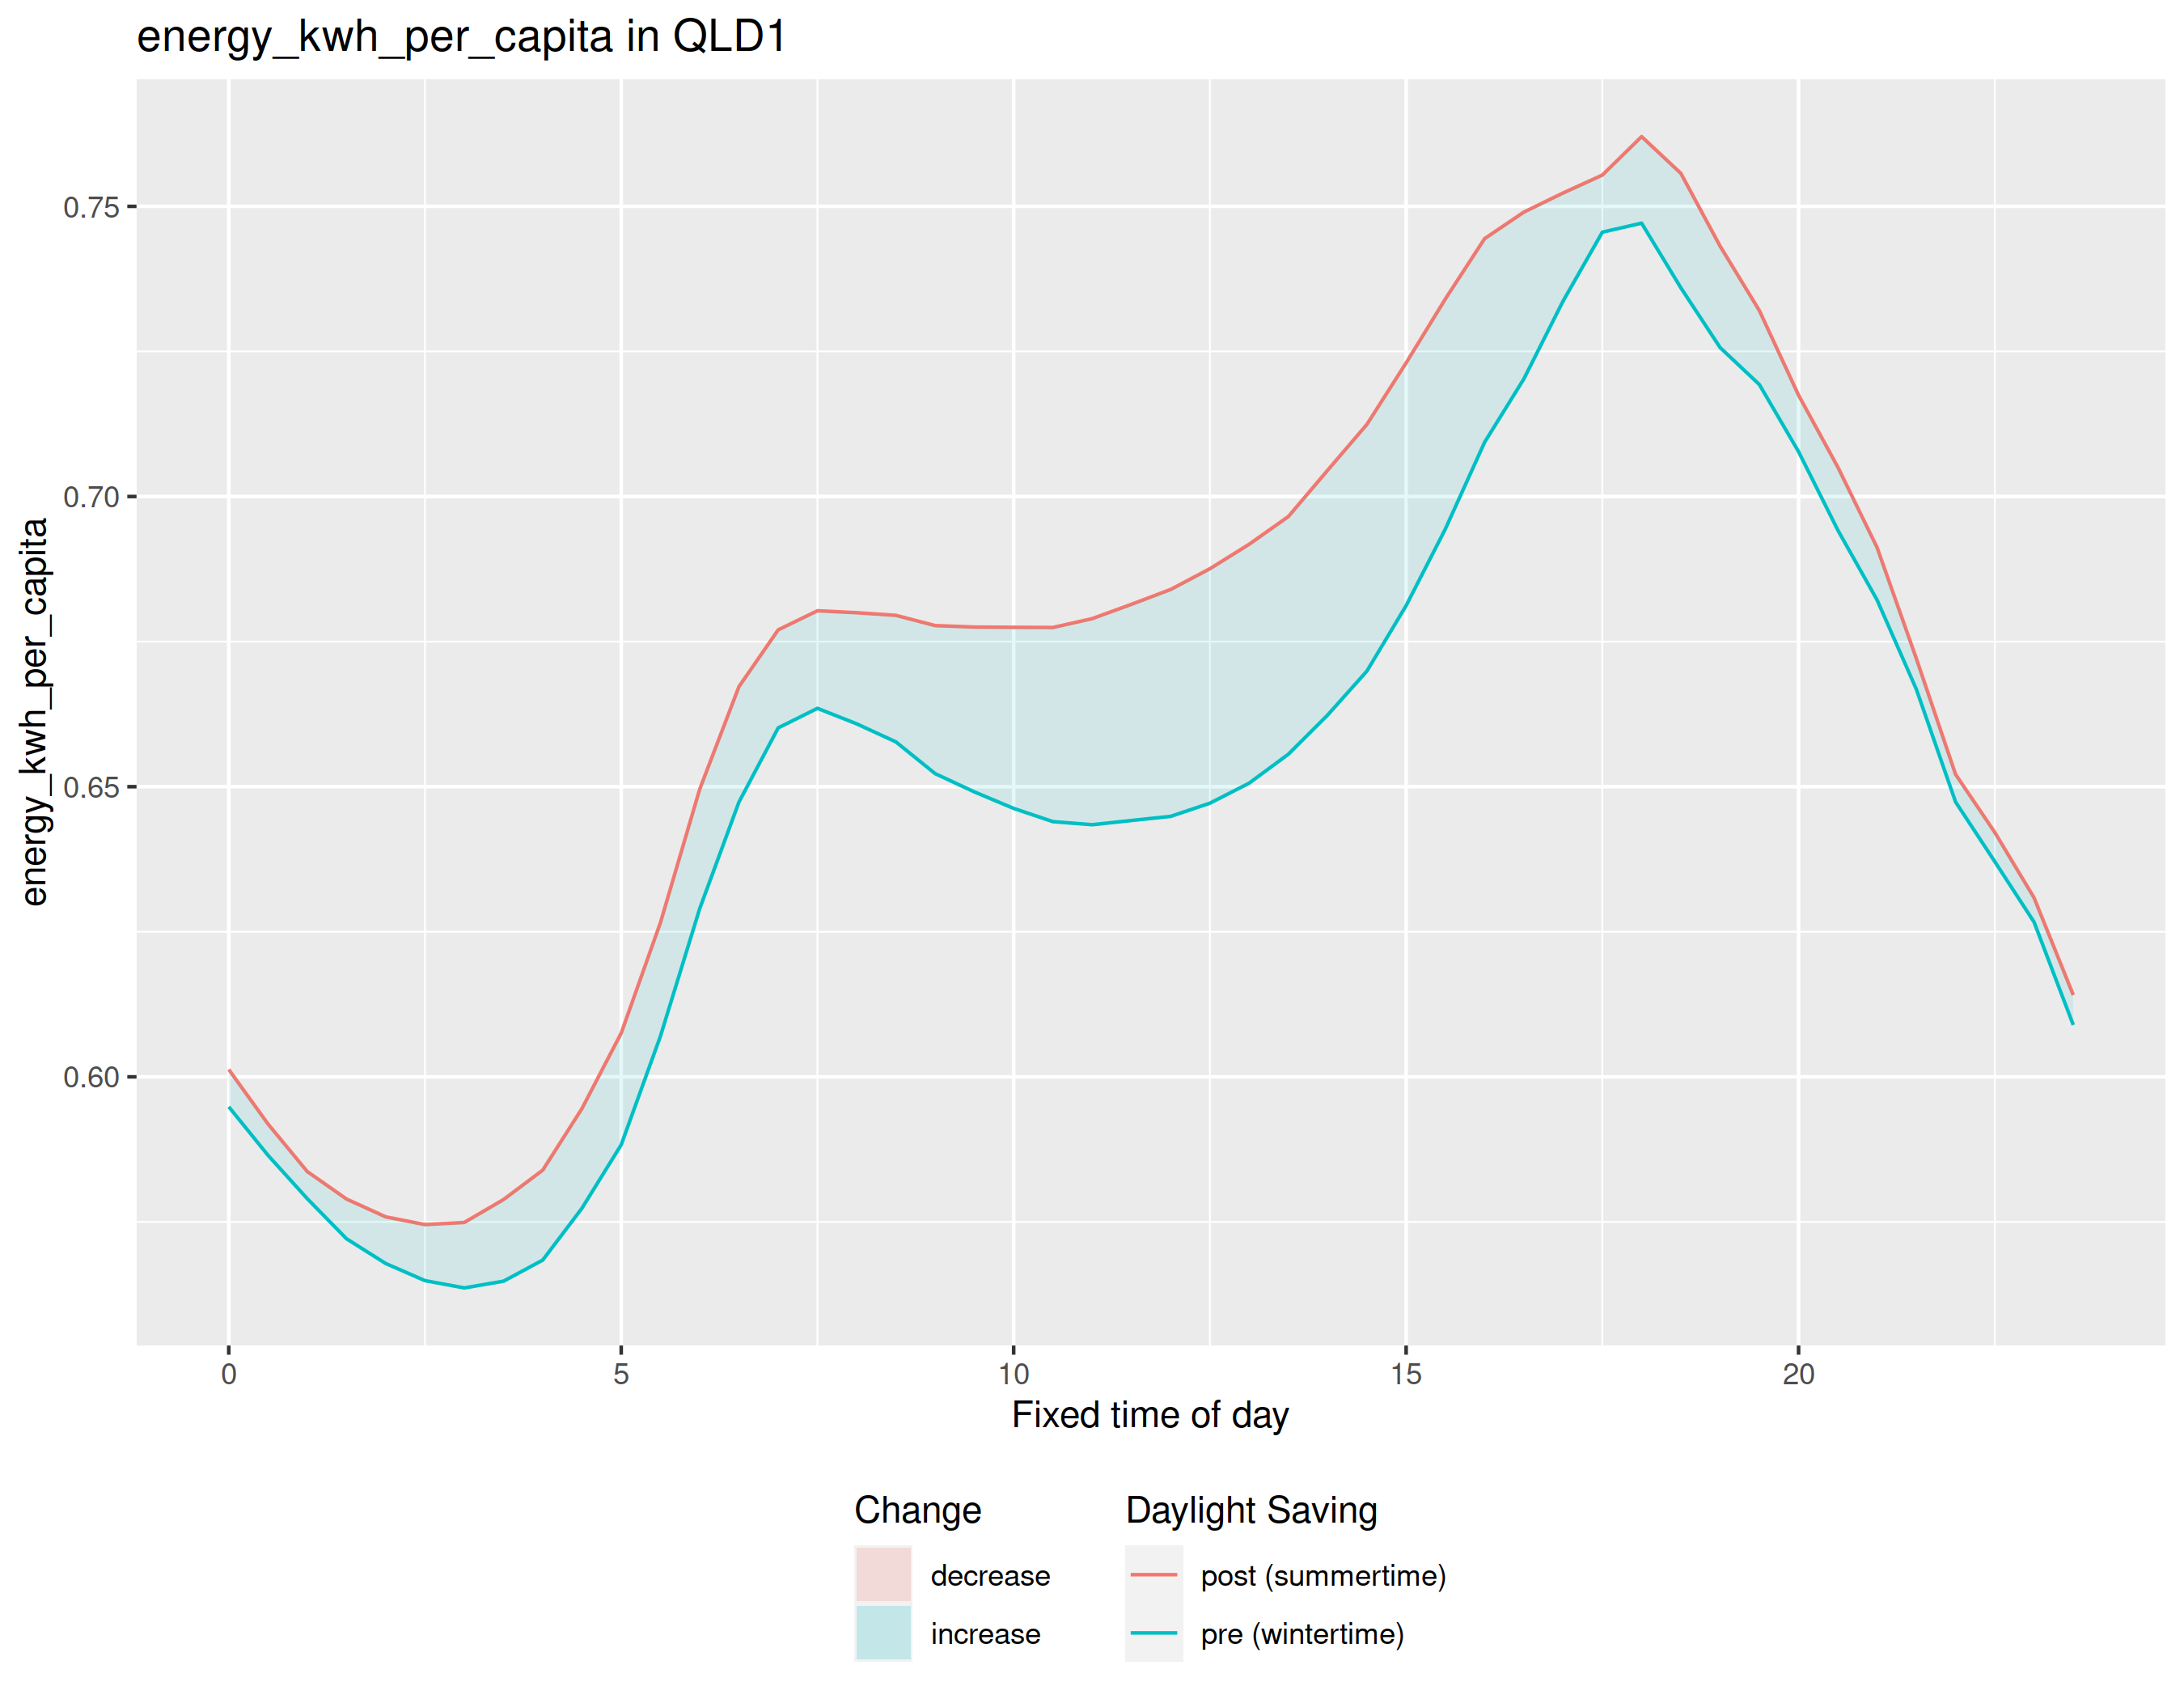 energy_kwh_per_capita in QLD1
energy_kwh_per_capita
0.75
0.70
0.65
0.60
0 5 10 15 20
Fixed time of day
Change
decrease
increase
Daylight Saving
post (summertime)
pre (wintertime)